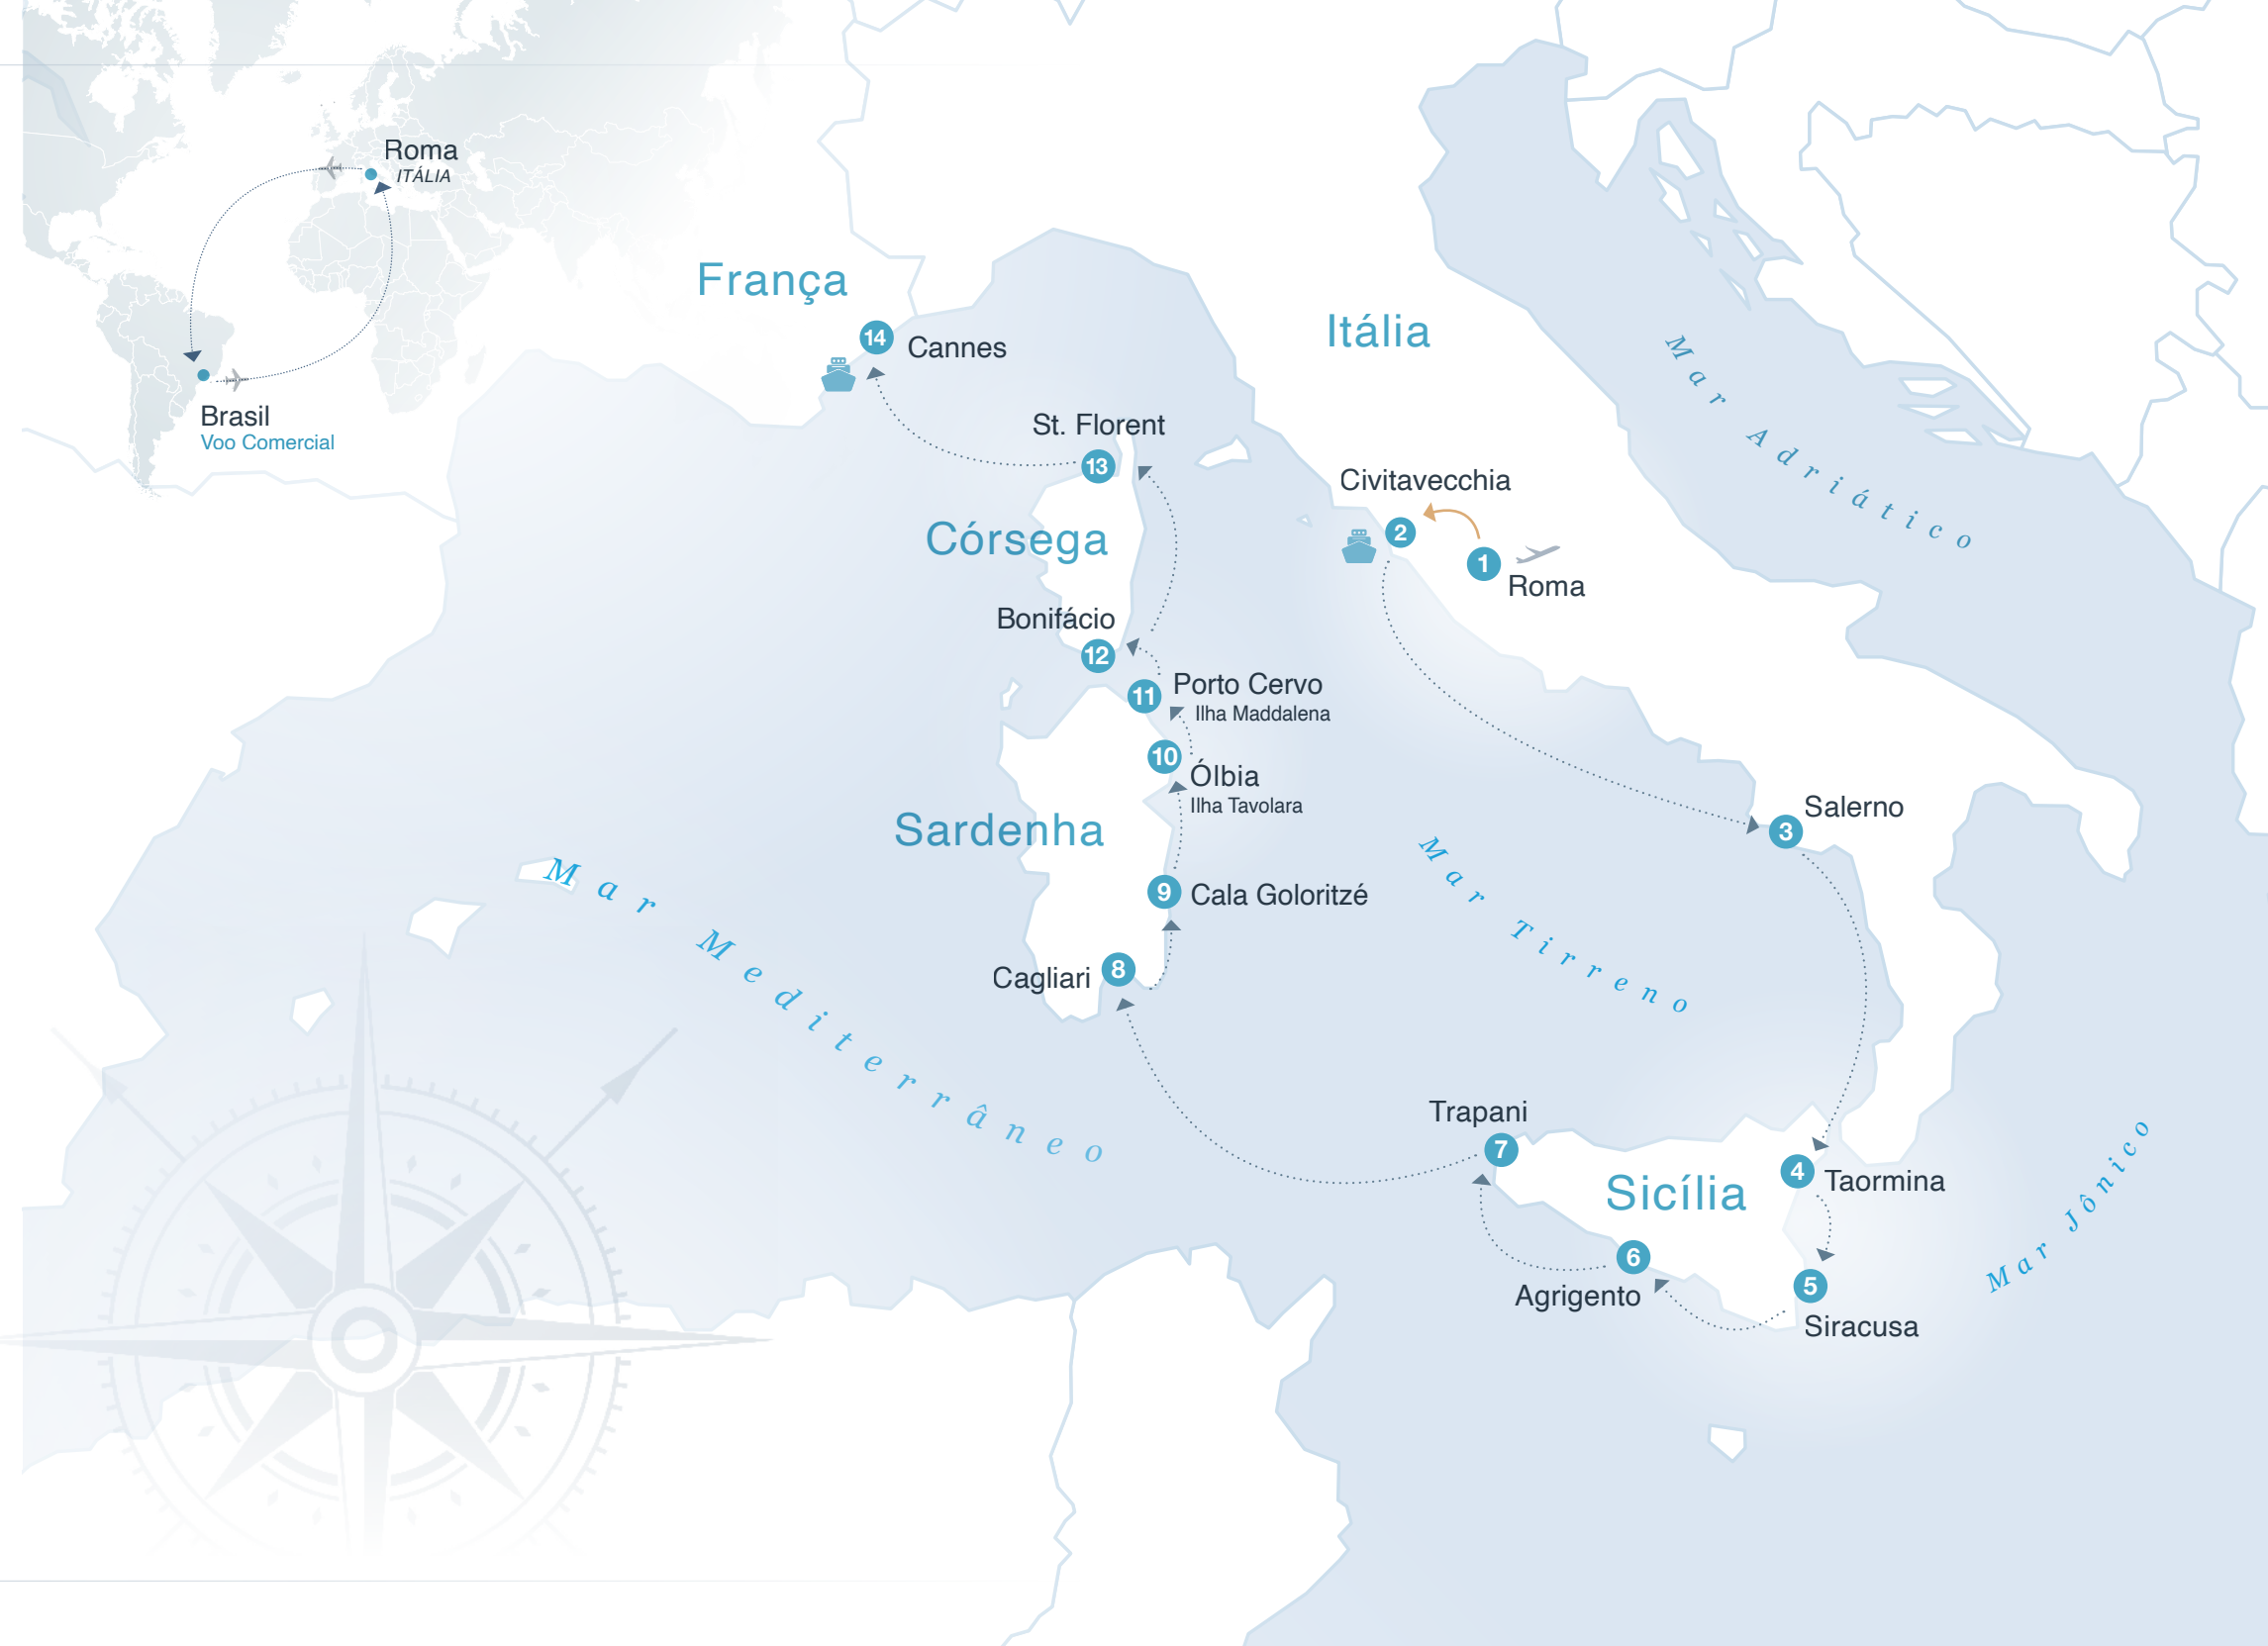 Roma
ITÁLIA
Brasil
Voo Comercial
França
14
Cannes
Itália
Mar Adriático
St. Florent
13
Córsega
Civitavecchia
2
1
Roma
Bonifácio
12
11
Porto Cervo
Ilha Maddalena
10
Ólbia
Ilha Tavolara
Sardenha
Salerno
3
Mar Mediterrâneo
Mar Tirreno
9
Cala Goloritzé
Cagliari
8
Trapani
7
Sicília
4
Taormina
Mar Jônico
6
Agrigento
5
Siracusa